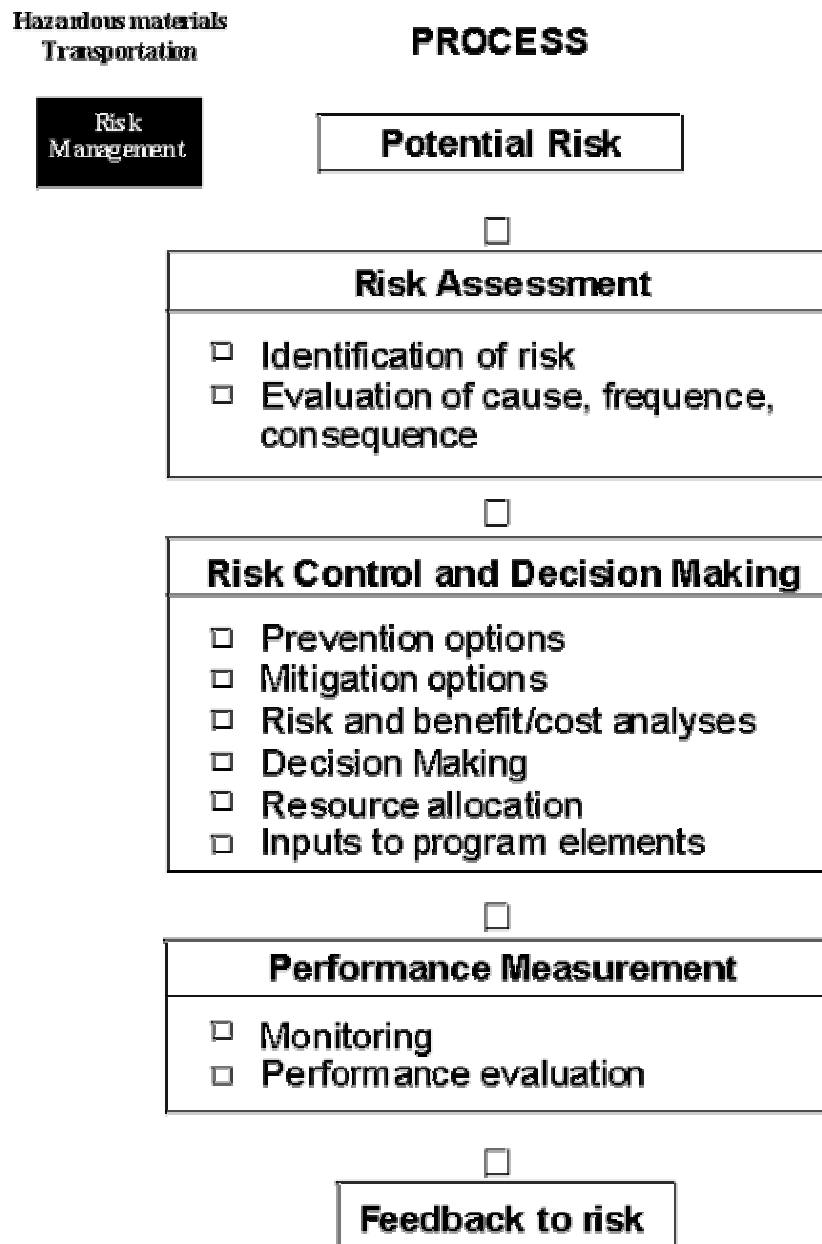 Hazardous materials
Transportation
PROCESS
Risk
Management
Potential Risk
Risk Assessment
Identification of risk
Evaluation of cause, frequence,
consequence
Risk Control and Decision Making
Prevention options
Mitigation options
Risk and benefit/cost analyses
Decision Making
Resource allocation
Inputs to program elements
Performance Measurement
Monitoring
Performance evaluation
Feedback to risk